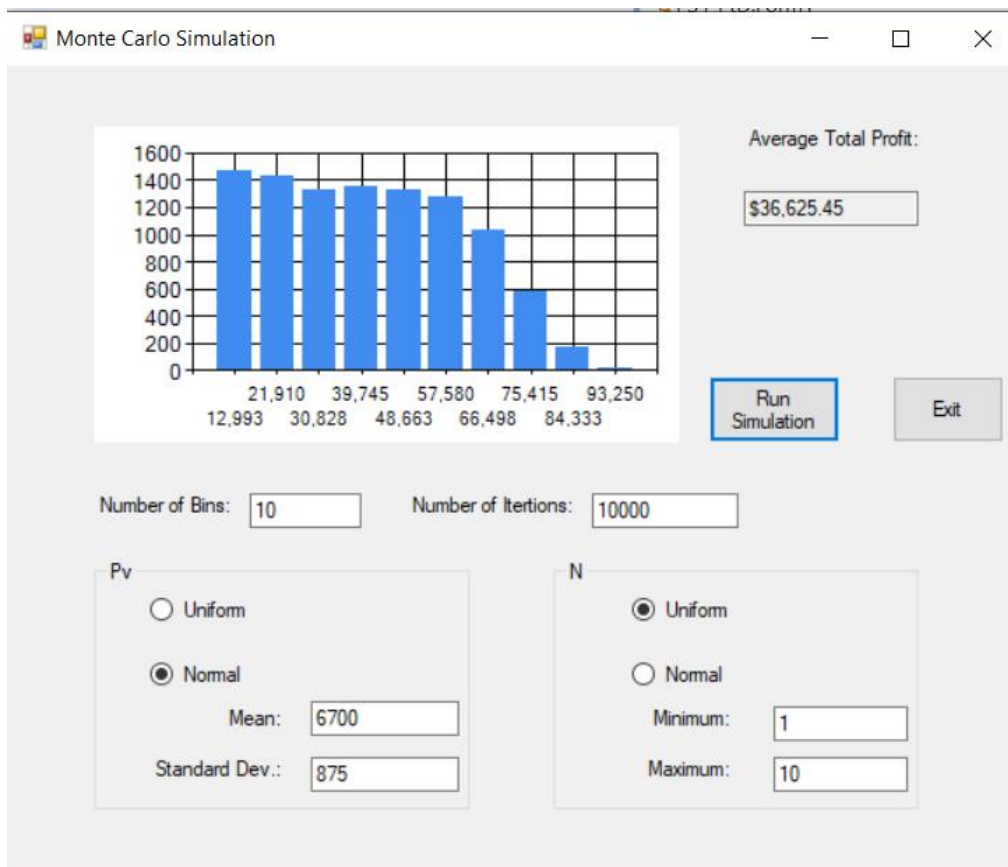 Monte Carlo Simulation
Average Total Profit:
$36,625.45
1600
1400
1200
1000
800
600
400
200
0
21,910 39,745 57,580 75,415 93,250
12,993 30,828 48,663 66,498 84,333
Run
Simulation
Exit
Number of Bins: 10
Number of Itertions: 10000
Pv
Uniform
Normal
Mean: 6700
Standard Dev.: 875
N
Uniform
Normal
Minimum: 1
Maximum: 10